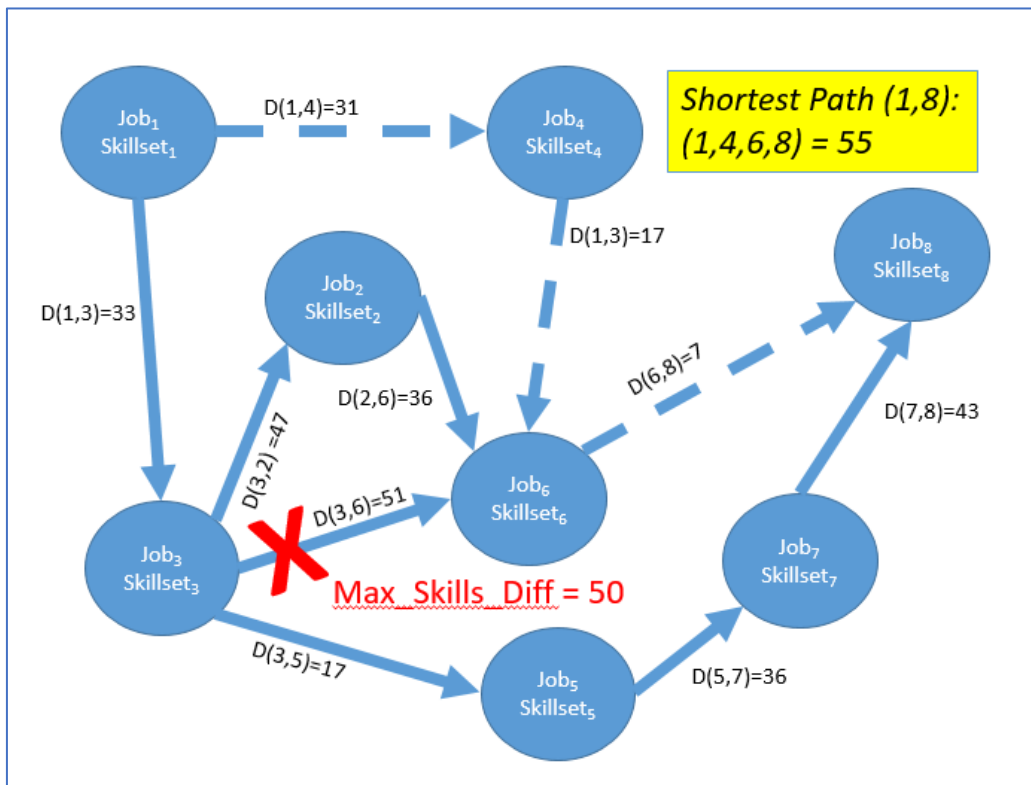 Job₁
Skillset₁
D(1,4)=31
Job₄
Skillset₄
Shortest Path (1,8):
(1,4,6,8) = 55
D(1,3)=17
Job₈
Skillset₈
Job₂
Skillset₂
D(1,3)=33
D(6,8)=7
D(2,6)=36
D(7,8)=43
D(3,2) =47
D(3,6)=51
Job₆
Skillset₆
Job₃
Skillset₃
X
Max_Skills_Diff = 50
Job₇
Skillset₇
D(3,5)=17
Job₅
Skillset₅
D(5,7)=36